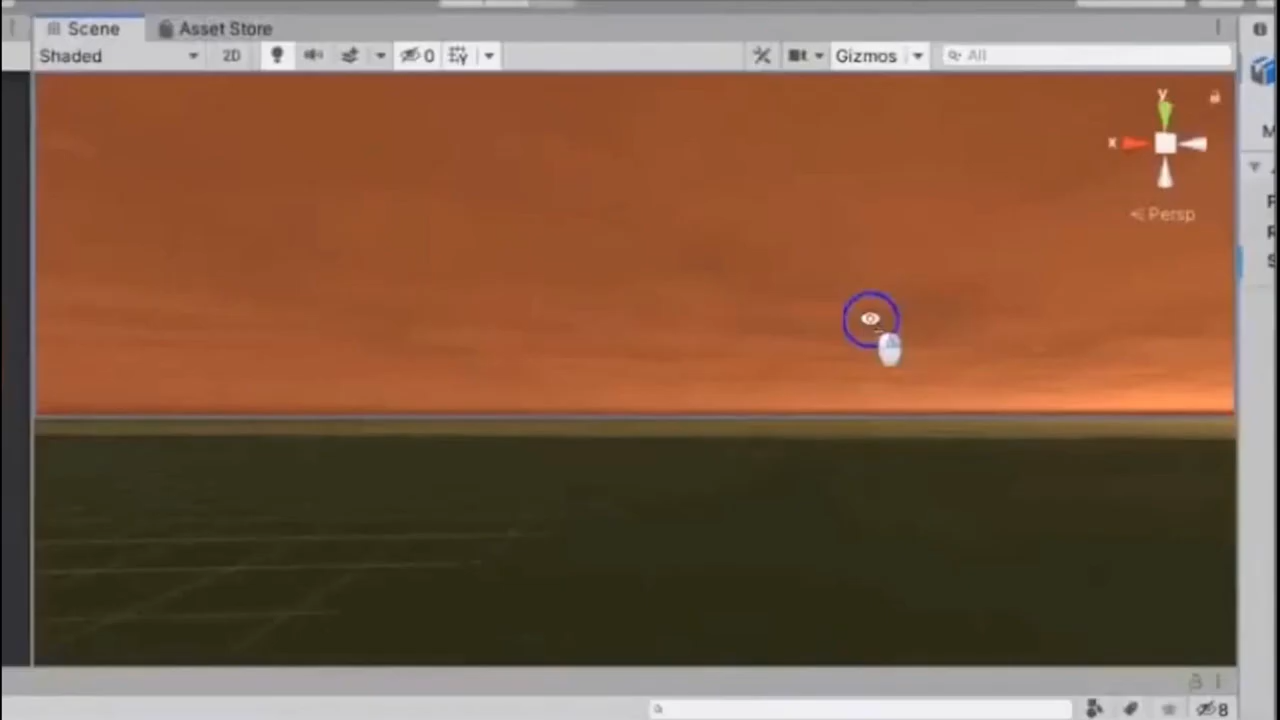 Scene Asset Store
Shaded 2D 0 Gizmos All
y
x
< Persp
8